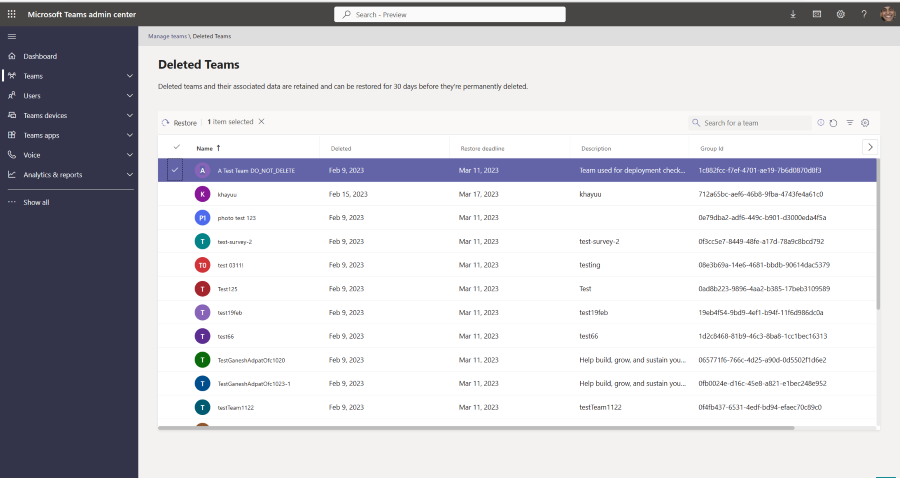 Microsoft Teams admin center
Search - Preview
Dashboard
Teams
Users
Teams devices
Teams apps
Voice
Analytics & reports
Show all
Manage teams \ Deleted Teams
Deleted Teams
Deleted teams and their associated data are retained and can be restored for 30 days before they're permanently deleted.
Restore 1 item selected Search for a team
Name ↑ Deleted Restore deadline Description Group Id
A A Test Team DO_NOT_DELETE Feb 9, 2023 Mar 11, 2023 Team used for deployment check... 1c882fcc-f7ef-4701-ae19-7b6d0870d8f3
K khayuu Feb 15, 2023 Mar 17, 2023 khayuu 712a65bc-aef6-46b8-9fba-4743fe4a61c0
P1 photo test 123 Feb 9, 2023 Mar 11, 2023 0e79dba2-adf6-449c-b901-d3000eda4f5a
T test-survey-2 Feb 9, 2023 Mar 11, 2023 test-survey-2 0f3cc5e7-8449-48fe-a17d-78a9c8bcd792
T0 test 0311l Feb 9, 2023 Mar 11, 2023 testing 08e3b69a-14e6-4681-bbdb-90614dac5379
T Test125 Feb 9, 2023 Mar 11, 2023 Test 0ad8b223-9896-4aa2-b385-17beb3109589
T test19feb Feb 9, 2023 Mar 11, 2023 test19feb 19eb4f54-9bd9-4ef1-b94f-11f6d986dc0a
T test66 Feb 9, 2023 Mar 11, 2023 test66 1d2c8468-81b9-46c3-8ba8-1cc1bec16313
T TestGaneshAdpatOfc1020 Feb 9, 2023 Mar 11, 2023 Help build, grow, and sustain you... 065771f6-766c-4d25-a90d-0d5502f1d6e2
T TestGaneshAdpatOfc1023-1 Feb 9, 2023 Mar 11, 2023 Help build, grow, and sustain you... 0fb0024e-d16c-45e8-a821-e1bec248e952
T testTeam1122 Feb 9, 2023 Mar 11, 2023 testTeam1122 0f4fb437-6531-4edf-bd94-efaec70c89c0